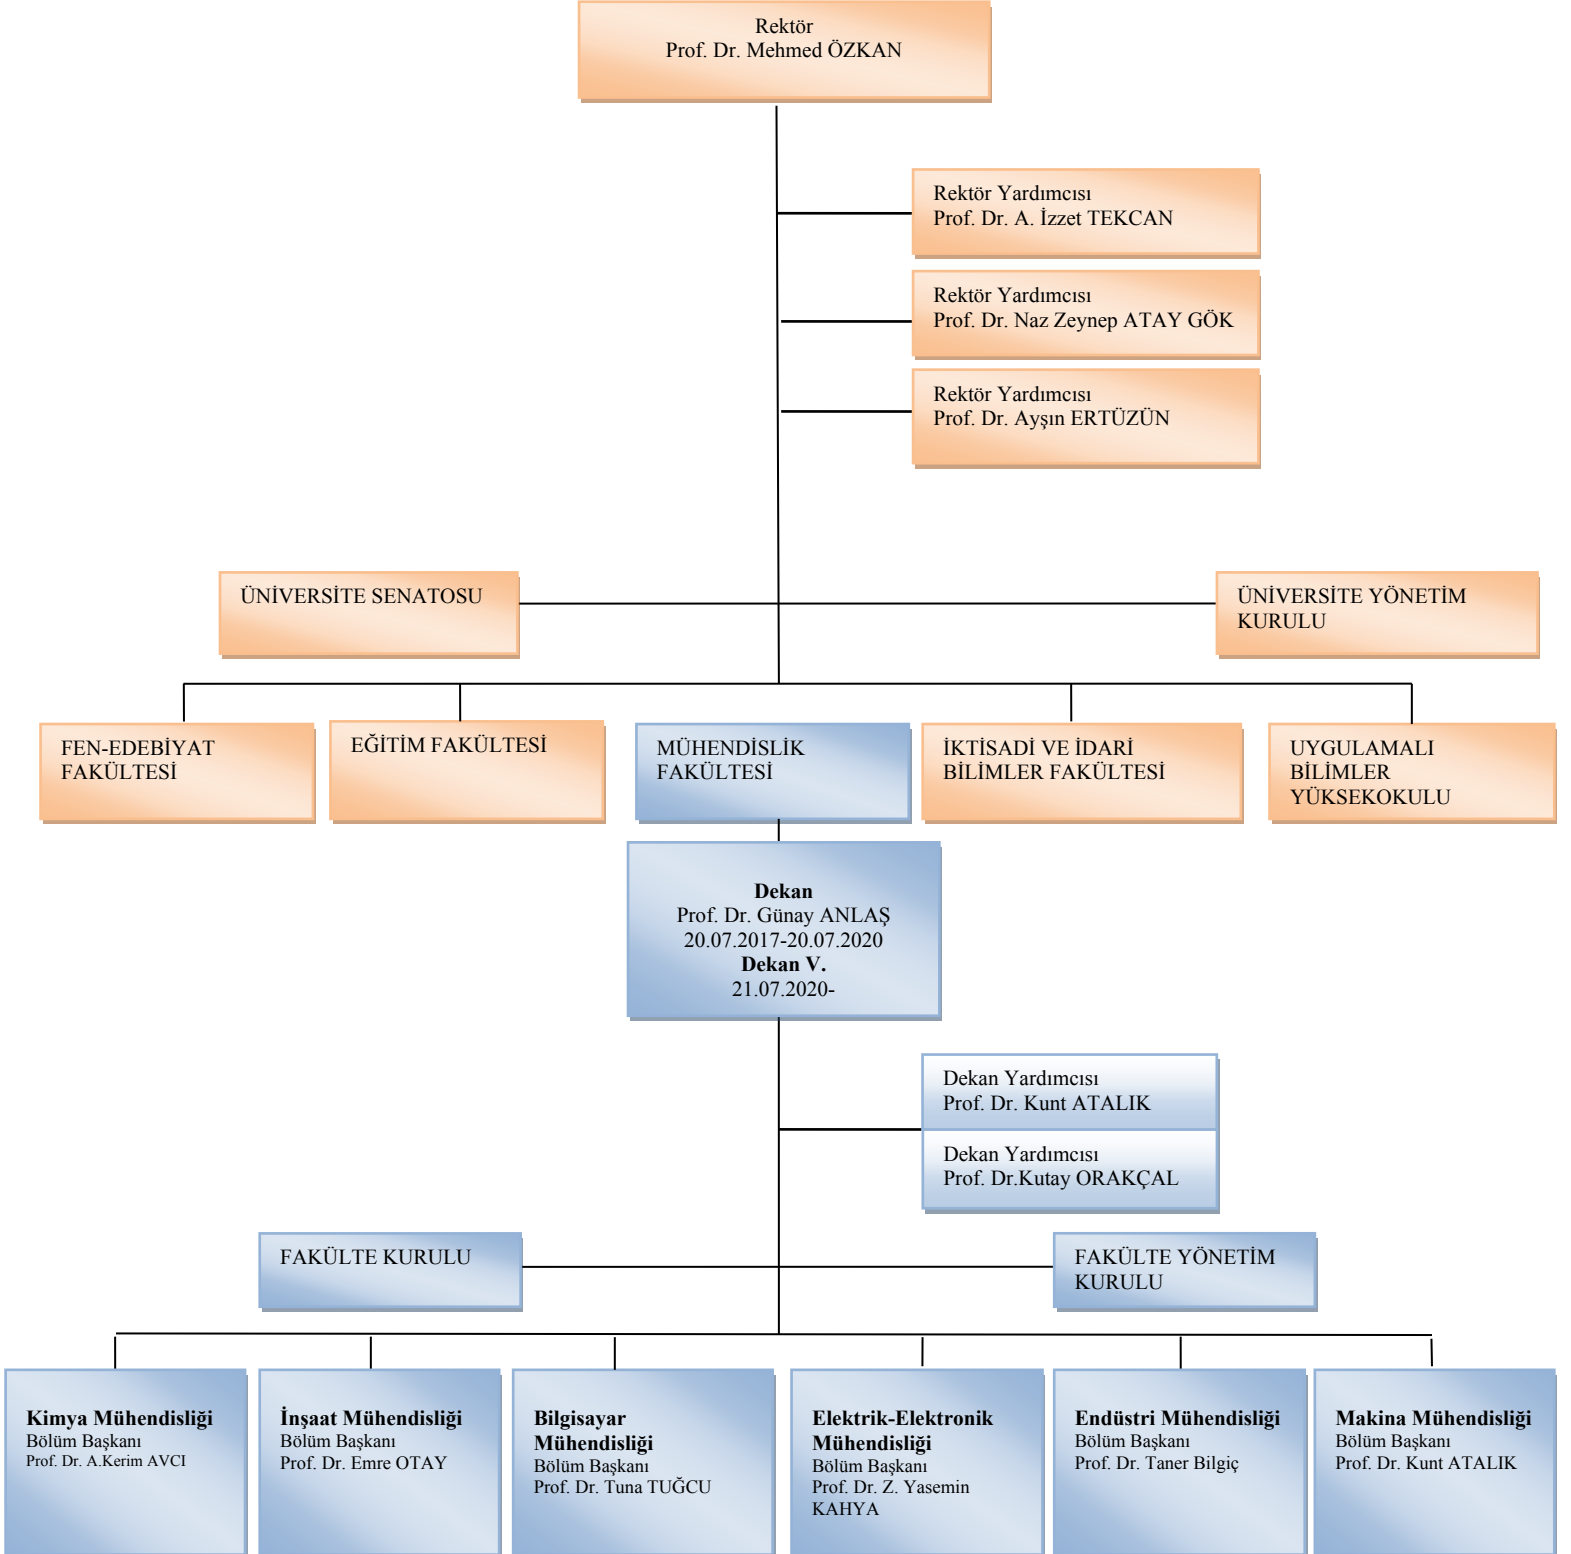 Rektör
Prof. Dr. Mehmed ÖZKAN
Rektör Yardımcısı
Prof. Dr. A. İzzet TEKCAN
Rektör Yardımcısı
Prof. Dr. Naz Zeynep ATAY GÖK
Rektör Yardımcısı
Prof. Dr. Ayşın ERTÜZÜN
ÜNİVERSİTE SENATOSU
ÜNİVERSİTE YÖNETİM
KURULU
FEN-EDEBİYAT
FAKÜLTESİ
EĞİTİM FAKÜLTESİ
MÜHENDİSLİK
FAKÜLTESİ
İKTİSADİ VE İDARİ
BİLİMLER FAKÜLTESİ
UYGULAMALI
BİLİMLER
YÜKSEKOKULU
Dekan
Prof. Dr. Günay ANLAŞ
20.07.2017-20.07.2020
Dekan V.
21.07.2020-
Dekan Yardımcısı
Prof. Dr. Kunt ATALIK
Dekan Yardımcısı
Prof. Dr.Kutay ORAKÇAL
FAKÜLTE KURULU
FAKÜLTE YÖNETİM
KURULU
Kimya Mühendisliği
Bölüm Başkanı
Prof. Dr. A.Kerim AVCI
İnşaat Mühendisliği
Bölüm Başkanı
Prof. Dr. Emre OTAY
Bilgisayar
Mühendisliği
Bölüm Başkanı
Prof. Dr. Tuna TUĞCU
Elektrik-Elektronik
Mühendisliği
Bölüm Başkanı
Prof. Dr. Z. Yasemin
KAHYA
Endüstri Mühendisliği
Bölüm Başkanı
Prof. Dr. Taner Bilgiç
Makina Mühendisliği
Bölüm Başkanı
Prof. Dr. Kunt ATALIK